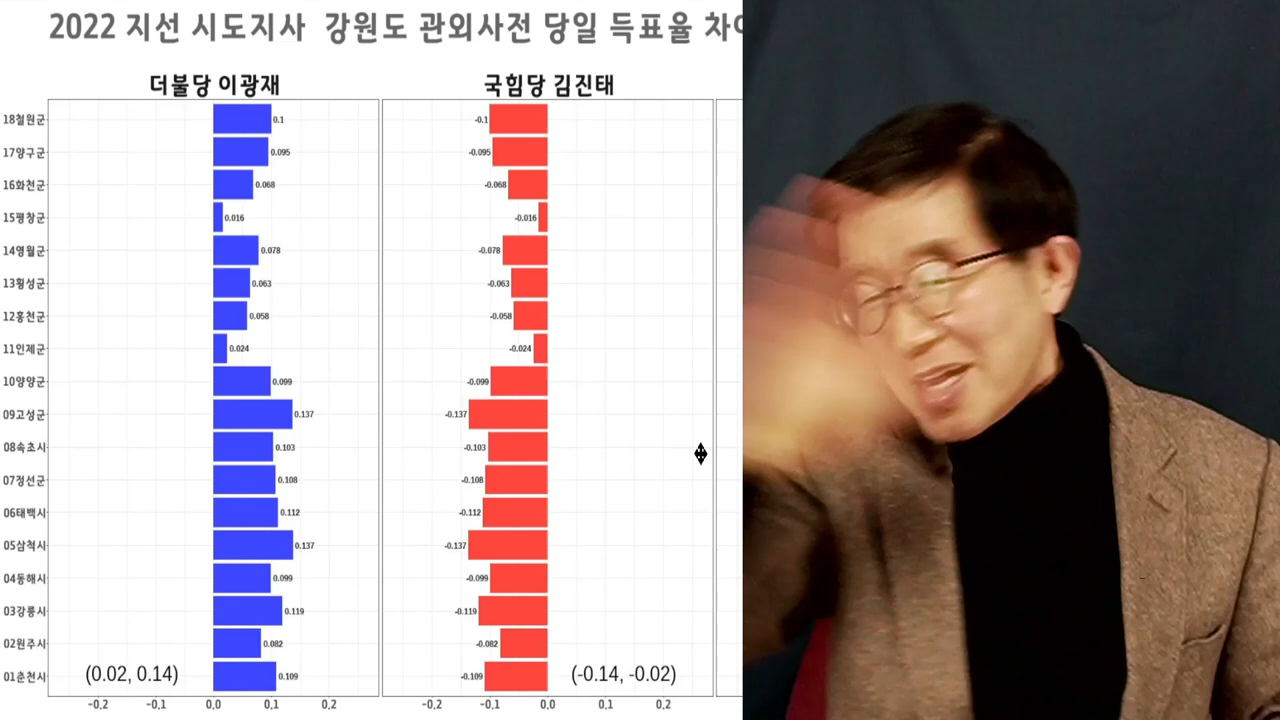 2022 지선 시도지사 강원도 관외사전 당일 득표율 차이
더불당 이광재 국힘당 김진태
18철원군 0.1 -0.1
17양구군 0.095 -0.095
16화천군 0.068 -0.068
15평창군 0.016 -0.016
14영월군 0.078 -0.078
13횡성군 0.063 -0.063
12홍천군 0.058 -0.058
11인제군 0.024 -0.024
10양양군 0.099 -0.099
09고성군 0.137 -0.137
08속초시 0.103 -0.103
07정선군 0.108 -0.108
06태백시 0.112 -0.112
05삼척시 0.137 -0.137
04동해시 0.099 -0.099
03강릉시 0.119 -0.119
02원주시 0.082 -0.082
01춘천시 (0.02, 0.14) 0.109 -0.109 (-0.14, -0.02)
-0.2 -0.1 0.0 0.1 0.2 -0.2 -0.1 0.0 0.1 0.2